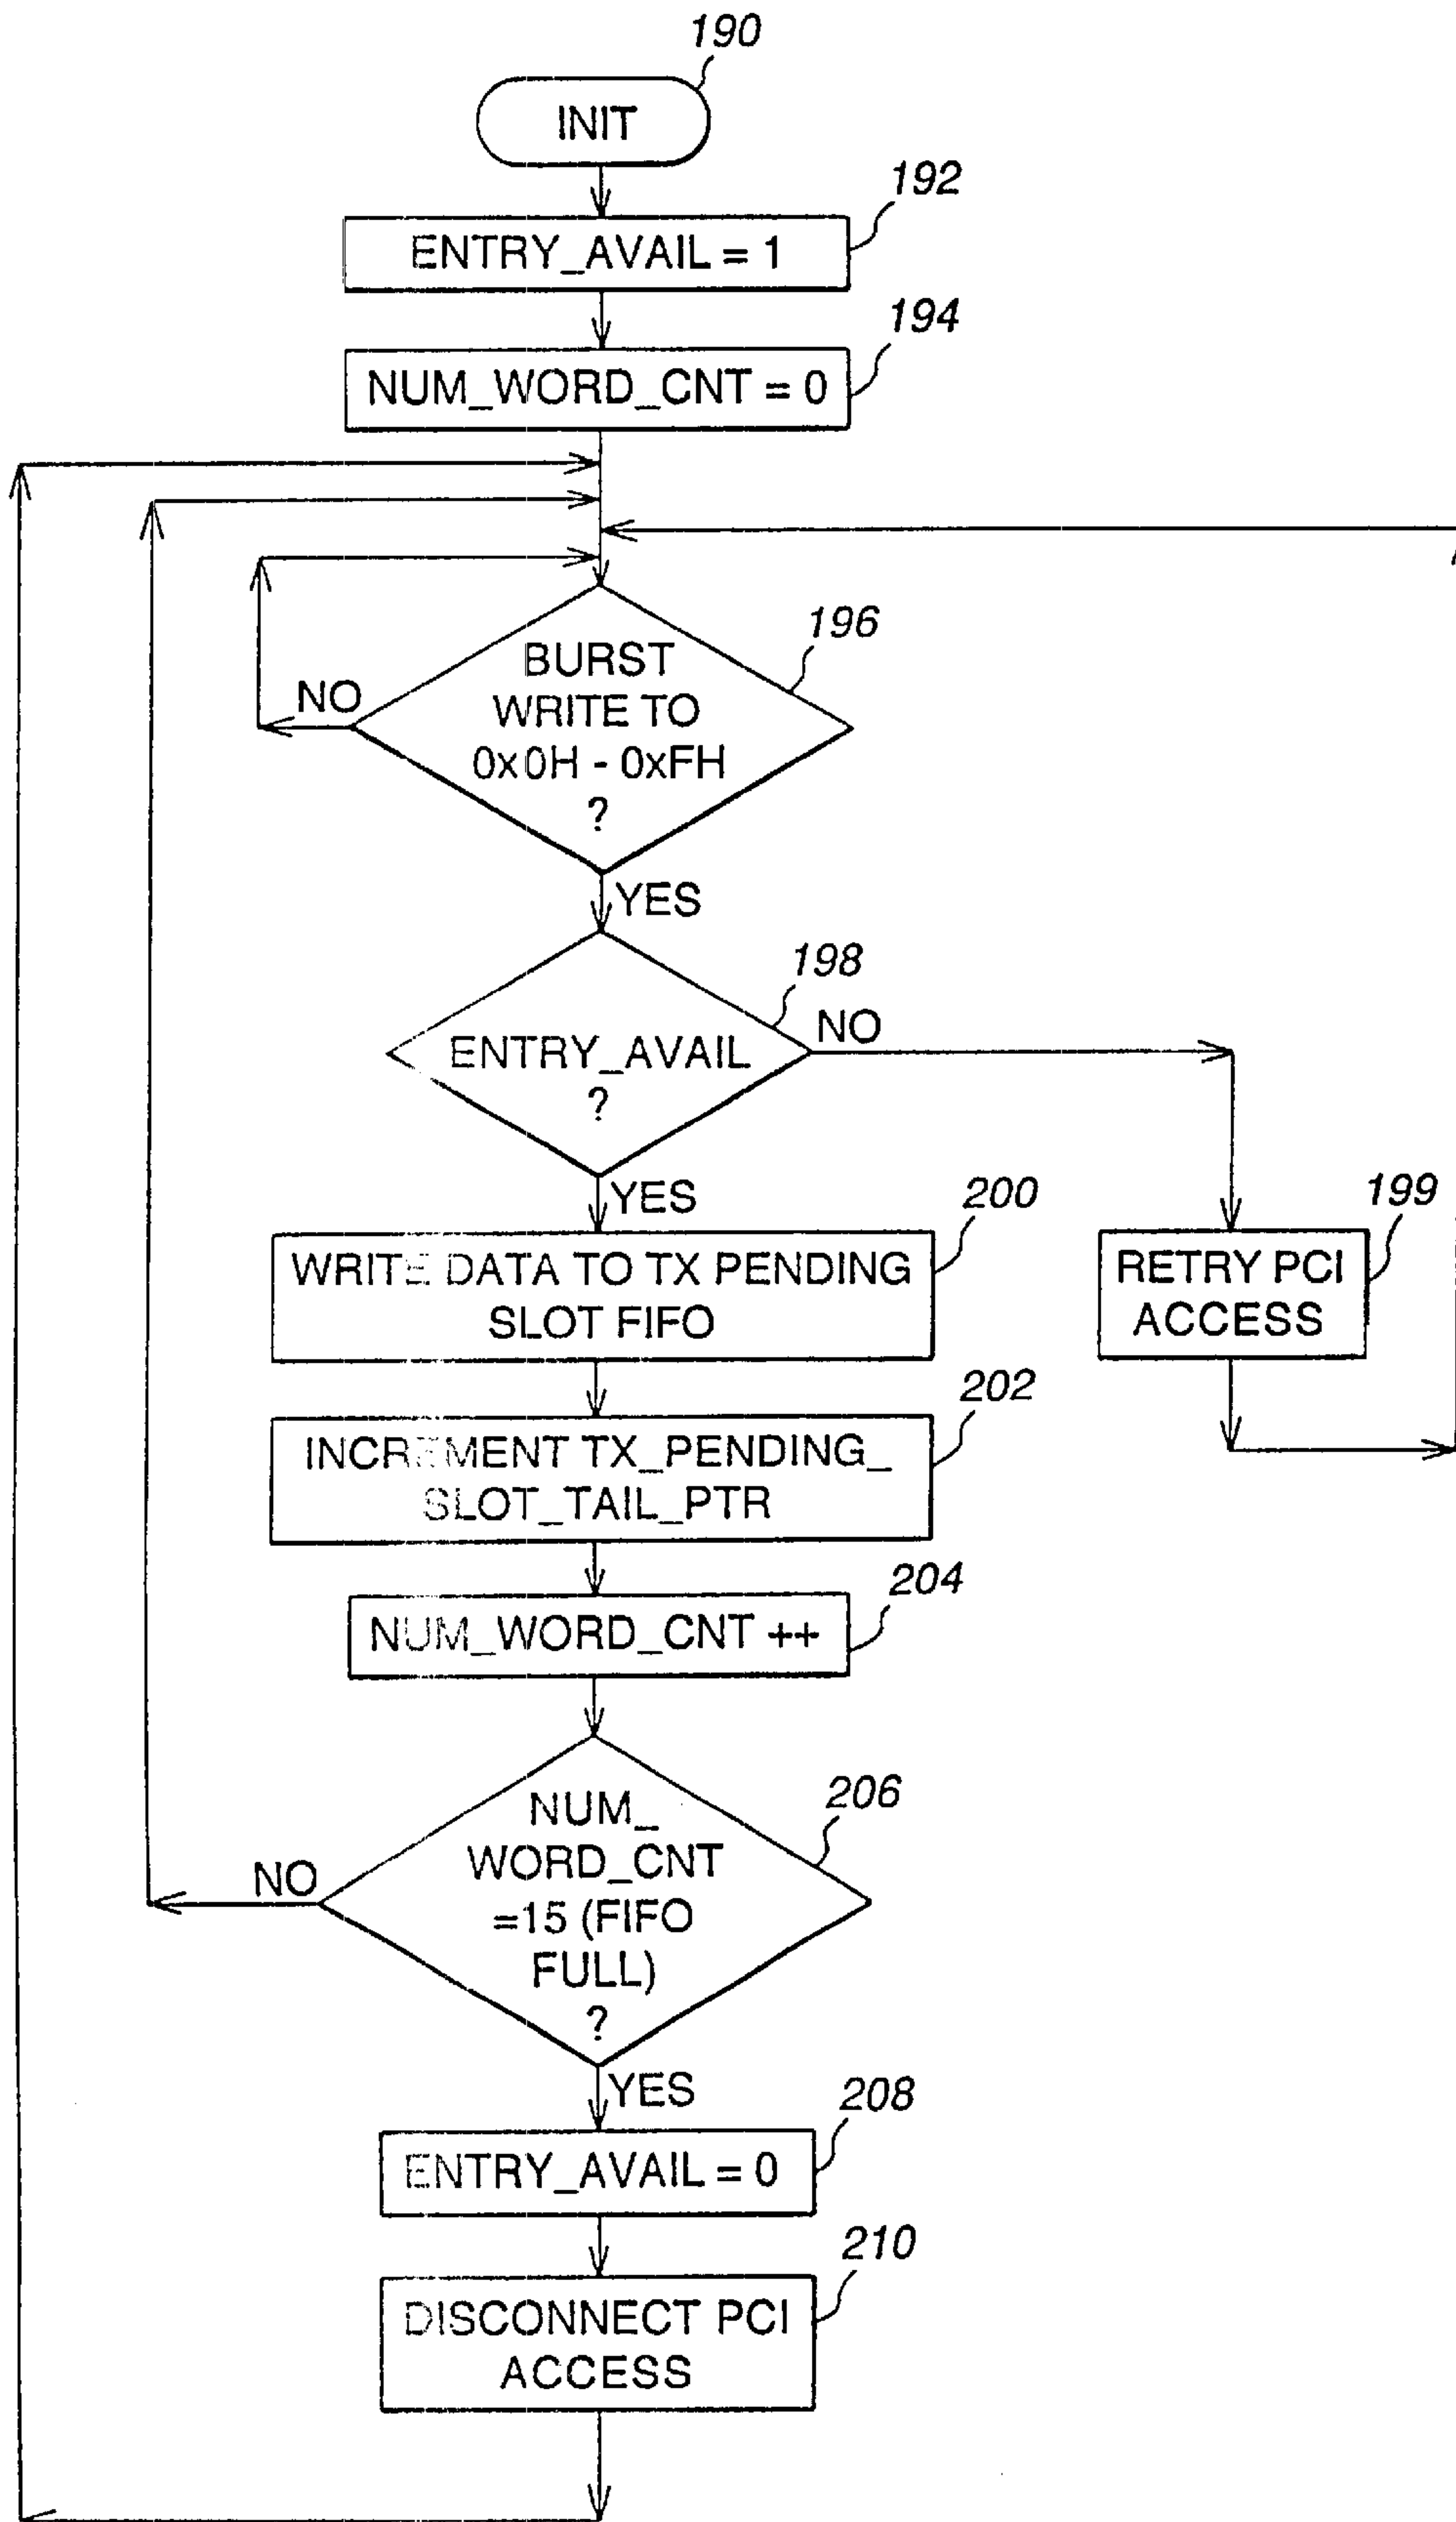 190
INIT
192
ENTRY_AVAIL = 1
194
NUM_WORD_CNT = 0
196
BURST
WRITE TO
0x0H - 0xFH
?
NO
YES
198
ENTRY_AVAIL
?
NO
YES
199
RETRY PCI
ACCESS
200
WRITE DATA TO TX PENDING
SLOT FIFO
202
INCREMENT TX_PENDING_
SLOT_TAIL_PTR
204
NUM_WORD_CNT ++
206
NUM_
WORD_CNT
=15 (FIFO
FULL)
?
NO
YES
208
ENTRY_AVAIL = 0
210
DISCONNECT PCI
ACCESS